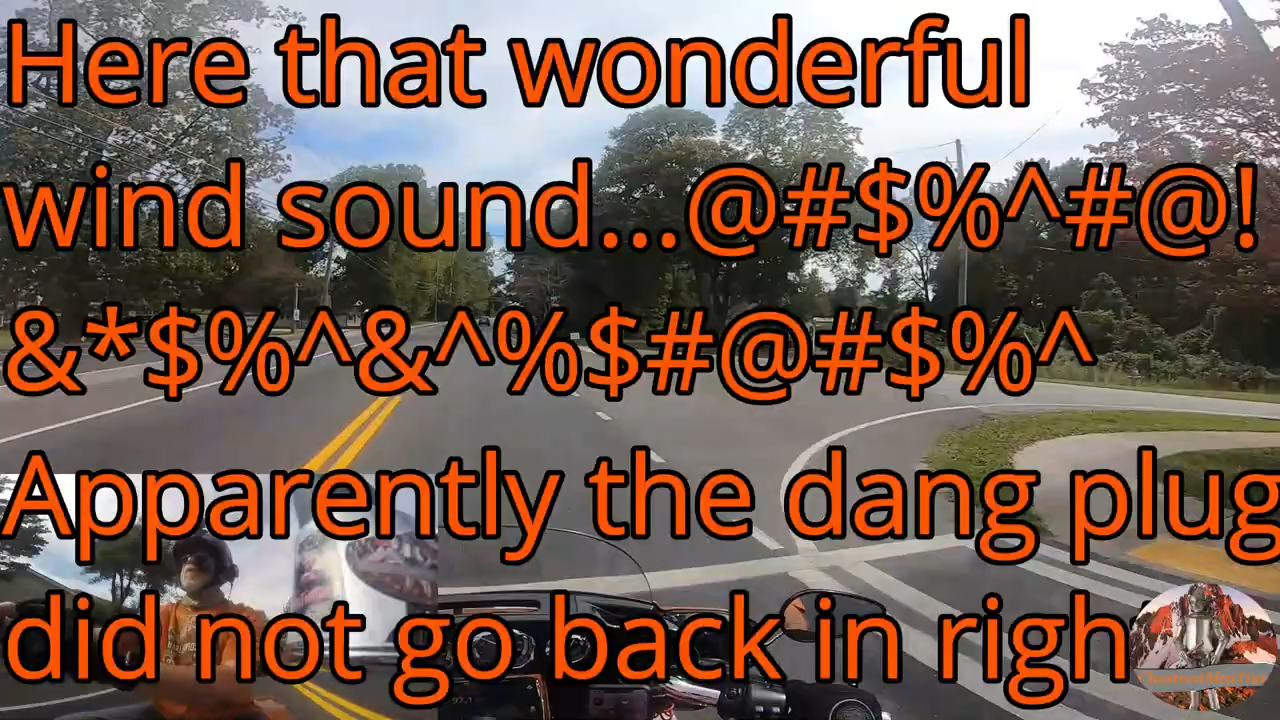 Here that wonderful
wind sound...@#$%^#@!
&*$%^&^%$#@#$%^
Apparently the dang plug
did not go back in righ